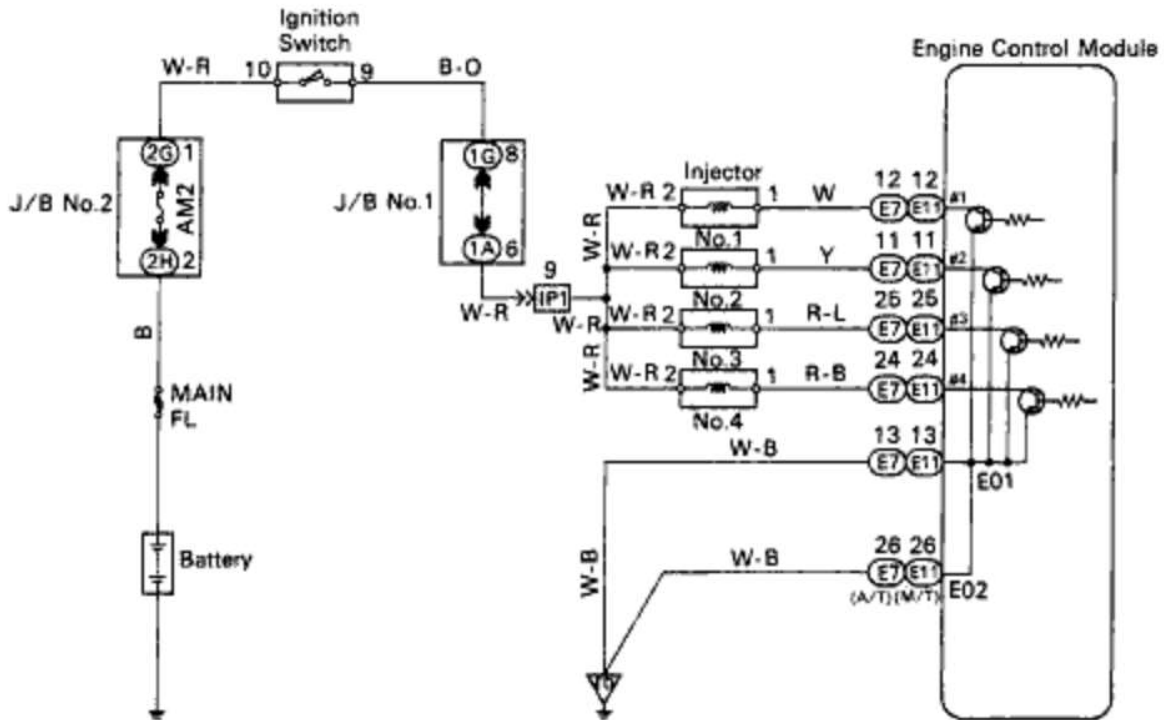 Ignition
Switch
Engine Control Module
W-R 10 9 B-O
2G 1
1G 8
J/B No.2
AM2
J/B No.1
2H 2
1A 6
Injector
W-R 2 1 W 12 12
E7 E11 #1
No.1
W-R
W-R 2 1 Y 11 11
E7 E11 #2
No.2
9
IP1
W-R
W-R
W-R 2 1 R-L 25 25
E7 E11 #3
No.3
W-R
W-R 2 1 R-B 24 24
E7 E11 #4
No.4
B
MAIN
FL
W-B 13 13
E7 E11
E01
Battery
W-B
W-B 26 26
E7 E11
(A/T) (M/T) E02